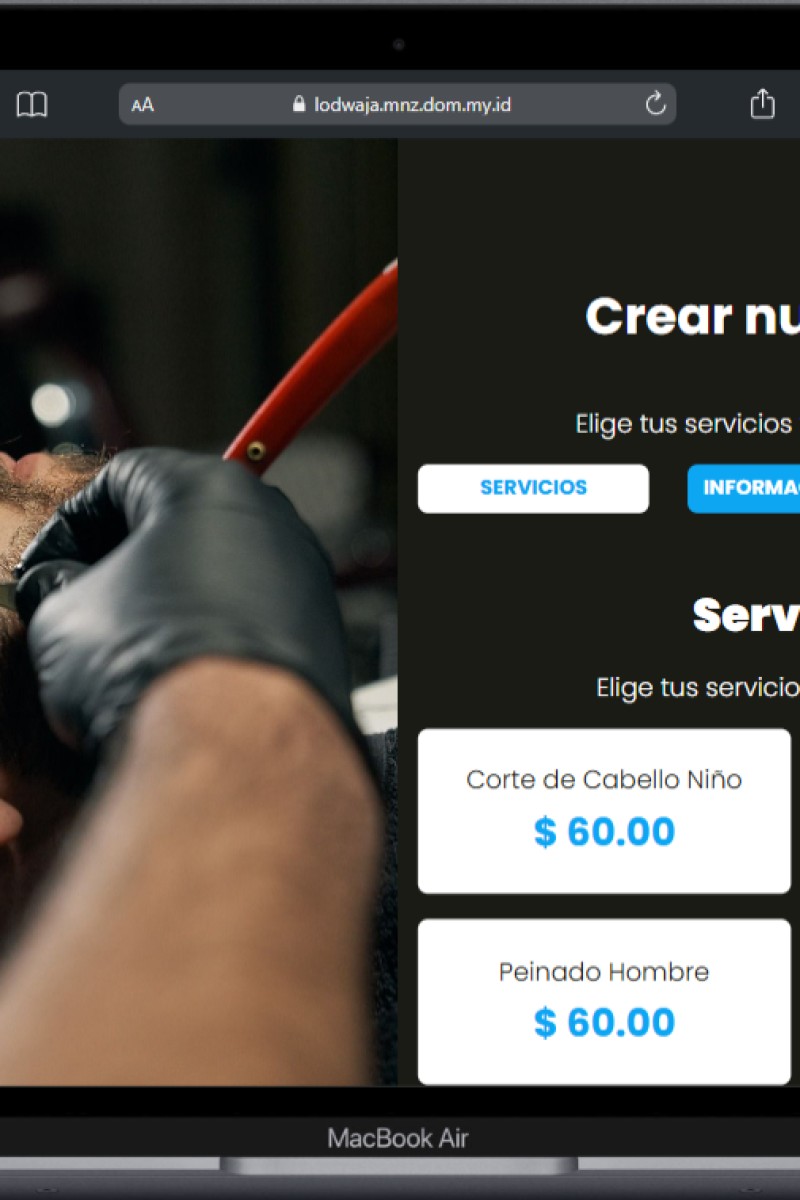 AA lodwaja.mnz.dom.my.id
Crear nu
Elige tus servicios
SERVICIOS
INFORMA
Serv
Elige tus servicio
Corte de Cabello Niño
$ 60.00
Peinado Hombre
$ 60.00
MacBook Air